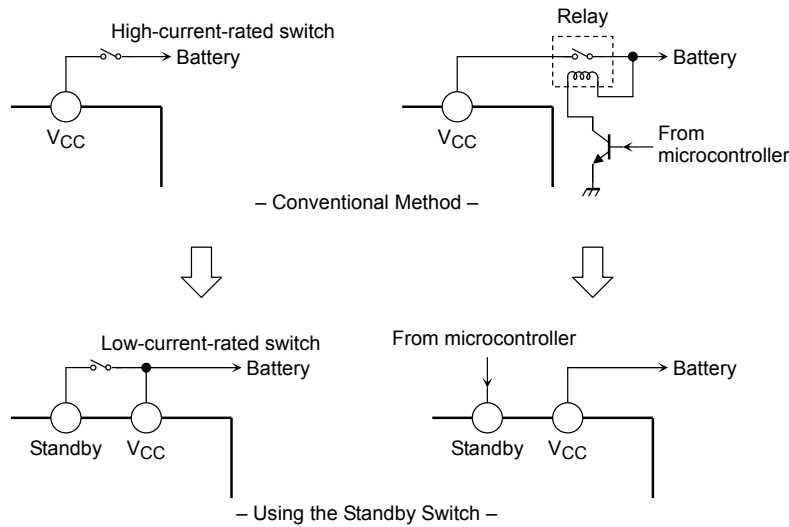 High-current-rated switch
Battery
VCC
Relay
Battery
VCC
From
microcontroller
– Conventional Method –
Low-current-rated switch
Battery
Standby
VCC
From microcontroller
Battery
Standby
VCC
– Using the Standby Switch –